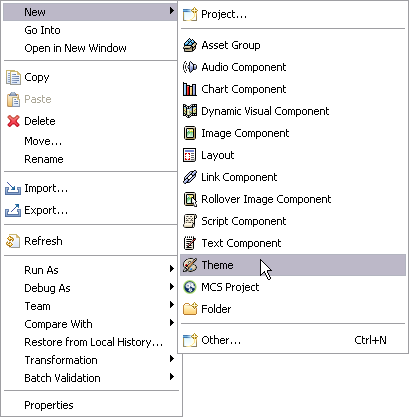 New
Go Into
Open in New Window
Copy
Paste
Delete
Move...
Rename
Import...
Export...
Refresh
Run As
Debug As
Team
Compare With
Restore from Local History...
Transformation
Batch Validation
Properties
Project...
Asset Group
Audio Component
Chart Component
Dynamic Visual Component
Image Component
Layout
Link Component
Rollover Image Component
Script Component
Text Component
Theme
MCS Project
Folder
Other... Ctrl+N